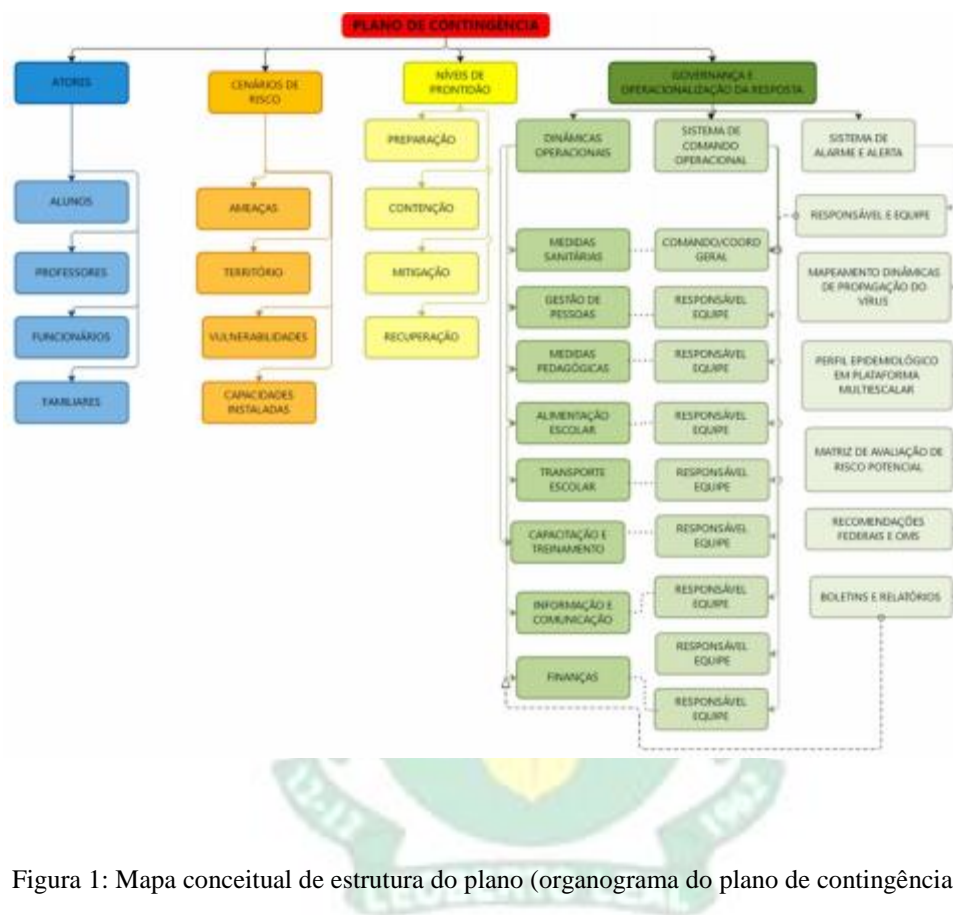 PLANO DE CONTINGÊNCIA
ATORES
ALUNOS
PROFESSORES
FUNCIONÁRIOS
FAMILIARES
CENÁRIOS DE
RISCO
AMEAÇAS
TERRITÓRIO
VULNERABILIDADES
CAPACIDADES
INSTALADAS
NÍVEIS DE
PRONTIDÃO
PREPARAÇÃO
CONTENÇÃO
MITIGAÇÃO
RECUPERAÇÃO
GOVERNANÇA E
OPERACIONALIZAÇÃO DA RESPOSTA
DINÂMICAS
OPERACIONAIS
MEDIDAS
SANITÁRIAS
GESTÃO DE
PESSOAS
MEDIDAS
PEDAGÓGICAS
ALIMENTAÇÃO
ESCOLAR
TRANSPORTE
ESCOLAR
CAPACITAÇÃO E
TREINAMENTO
INFORMAÇÃO E
COMUNICAÇÃO
FINANÇAS
SISTEMA DE
COMANDO
OPERACIONAL
COMANDO/COORD
GERAL
RESPONSÁVEL
EQUIPE
RESPONSÁVEL
EQUIPE
RESPONSÁVEL
EQUIPE
RESPONSÁVEL
EQUIPE
RESPONSÁVEL
EQUIPE
RESPONSÁVEL
EQUIPE
RESPONSÁVEL
EQUIPE
RESPONSÁVEL
EQUIPE
SISTEMA DE
ALARME E ALERTA
RESPONSÁVEL E EQUIPE
MAPEAMENTO DINÂMICAS
DE PROPAGAÇÃO DO
VÍRUS
PERFIL EPIDEMIOLÓGICO
EM PLATAFORMA
MULTIESCALAR
MATRIZ DE AVALIAÇÃO DE
RISCO POTENCIAL
RECOMENDAÇÕES
FEDERAIS E OMS
BOLETINS E RELATÓRIOS
12-12
1962
LEOBERTO LEAL
Figura 1: Mapa conceitual de estrutura do plano (organograma do plano de contingência